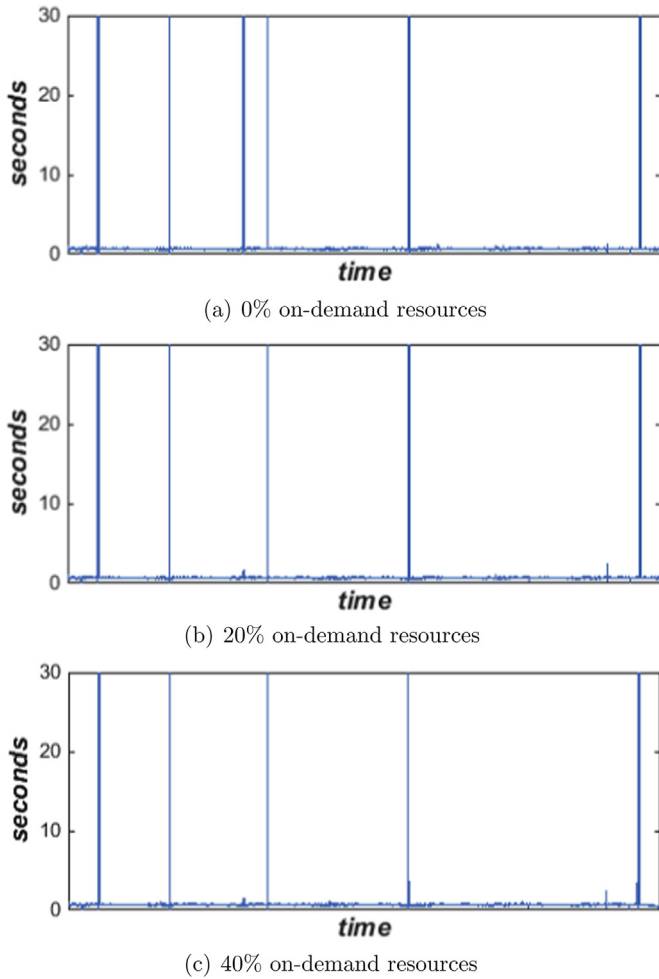 30
20
seconds
10
0
time
(a) 0% on-demand resources
30
20
seconds
10
0
time
(b) 20% on-demand resources
30
20
seconds
10
0
time
(c) 40% on-demand resources